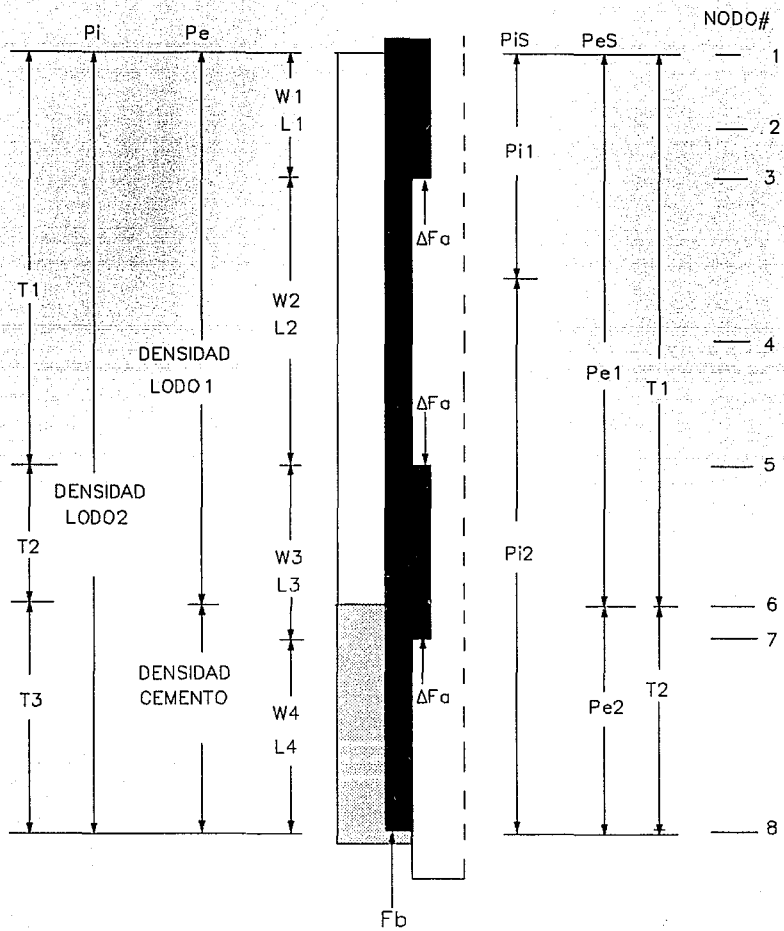 NODO#
Pi
Pe
PiS
PeS
1
W1
L1
2
Pi1
3
ΔFa
T1
W2
L2
4
DENSIDAD
LODO1
Pe1
T1
ΔFa
5
DENSIDAD
LODO2
T2
W3
L3
Pi2
6
7
DENSIDAD
CEMENTO
T3
W4
L4
ΔFa
Pe2
T2
8
Fb